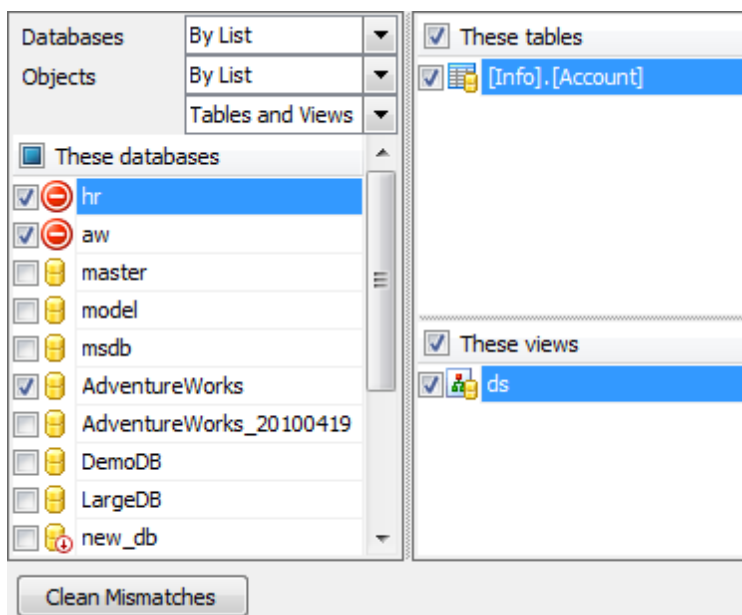 Databases By List
Objects By List
Tables and Views
These databases
hr
aw
master
model
msdb
AdventureWorks
AdventureWorks_20100419
DemoDB
LargeDB
new_db
These tables
[Info].[Account]
These views
ds
Clean Mismatches